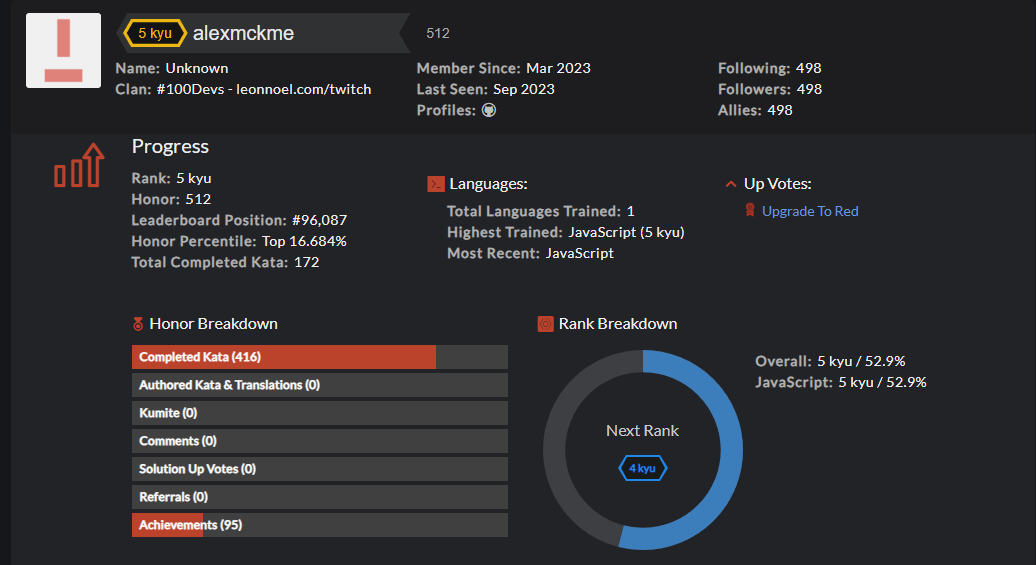 5 kyu alexmckme 512
Name: Unknown
Clan: #100Devs - leonnoel.com/twitch
Member Since: Mar 2023
Last Seen: Sep 2023
Profiles:
Following: 498
Followers: 498
Allies: 498
Progress
Rank: 5 kyu
Honor: 512
Leaderboard Position: #96,087
Honor Percentile: Top 16.684%
Total Completed Kata: 172
Languages:
Total Languages Trained: 1
Highest Trained: JavaScript (5 kyu)
Most Recent: JavaScript
Up Votes:
Upgrade To Red
Honor Breakdown
Completed Kata (416)
Authored Kata & Translations (0)
Kumite (0)
Comments (0)
Solution Up Votes (0)
Referrals (0)
Achievements (95)
Rank Breakdown
Next Rank
4 kyu
Overall: 5 kyu / 52.9%
JavaScript: 5 kyu / 52.9%